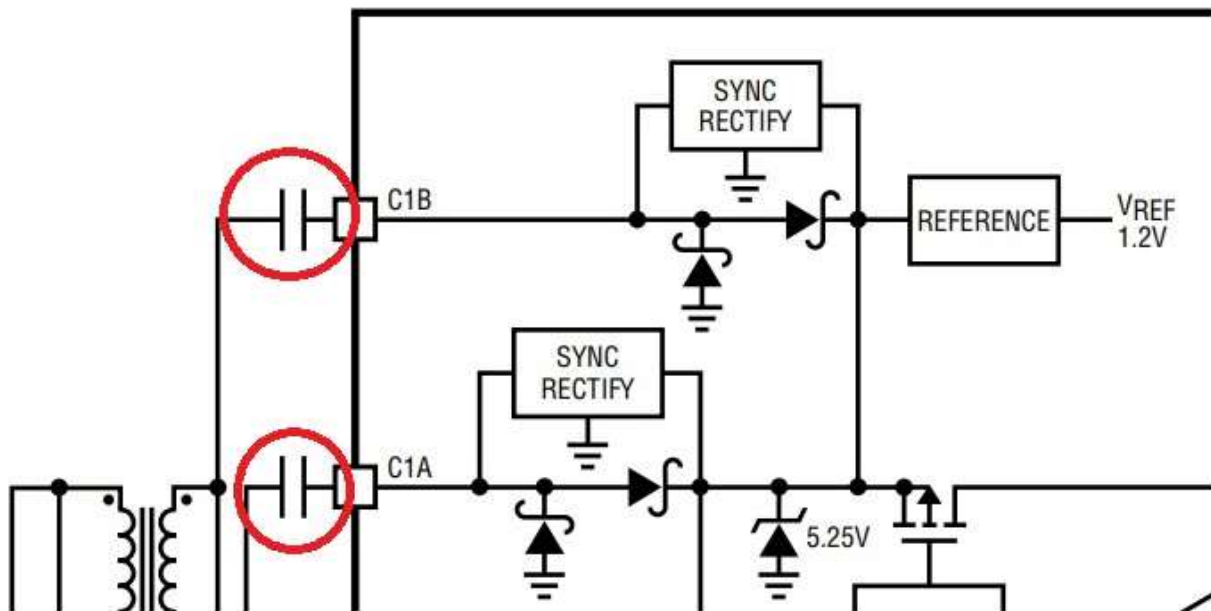 SYNC
RECTIFY
C1B
REFERENCE
VREF
1.2V
SYNC
RECTIFY
C1A
5.25V